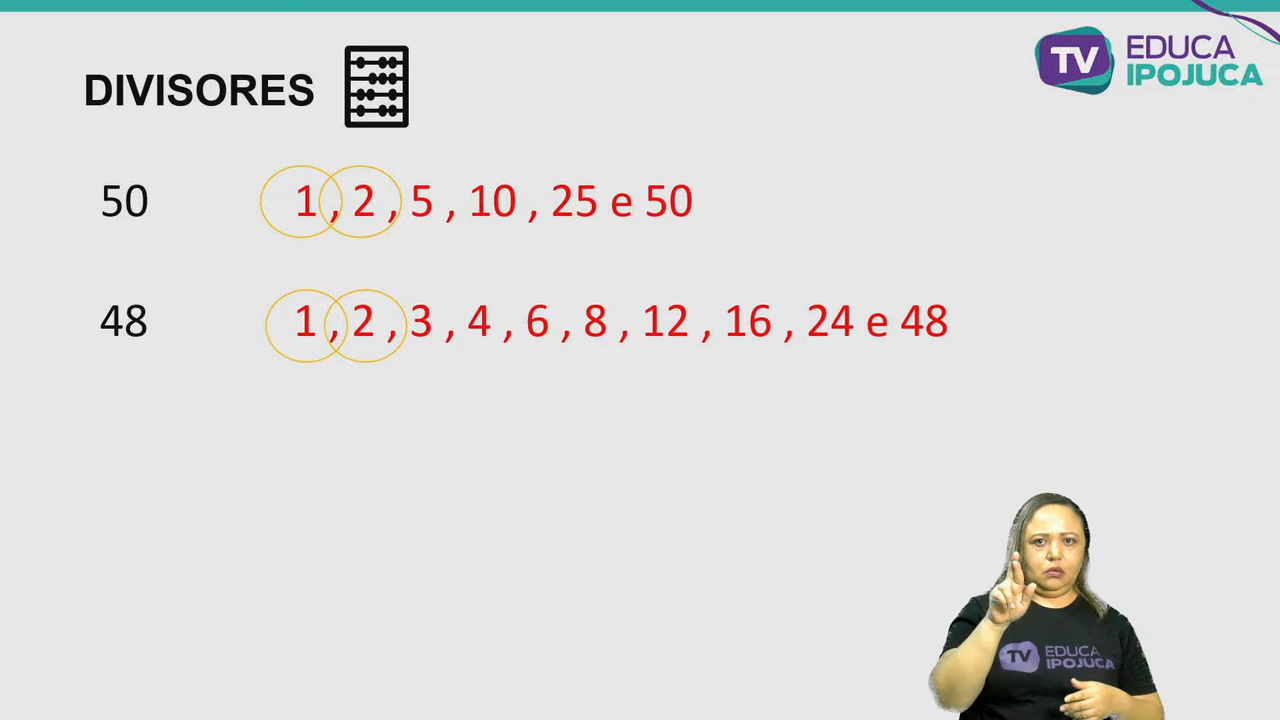 DIVISORES
TV EDUCA
IPOJUCA
50 1 , 2 , 5 , 10 , 25 e 50
48 1 , 2 , 3 , 4 , 6 , 8 , 12 , 16 , 24 e 48
TV EDUCA
IPOJUCA